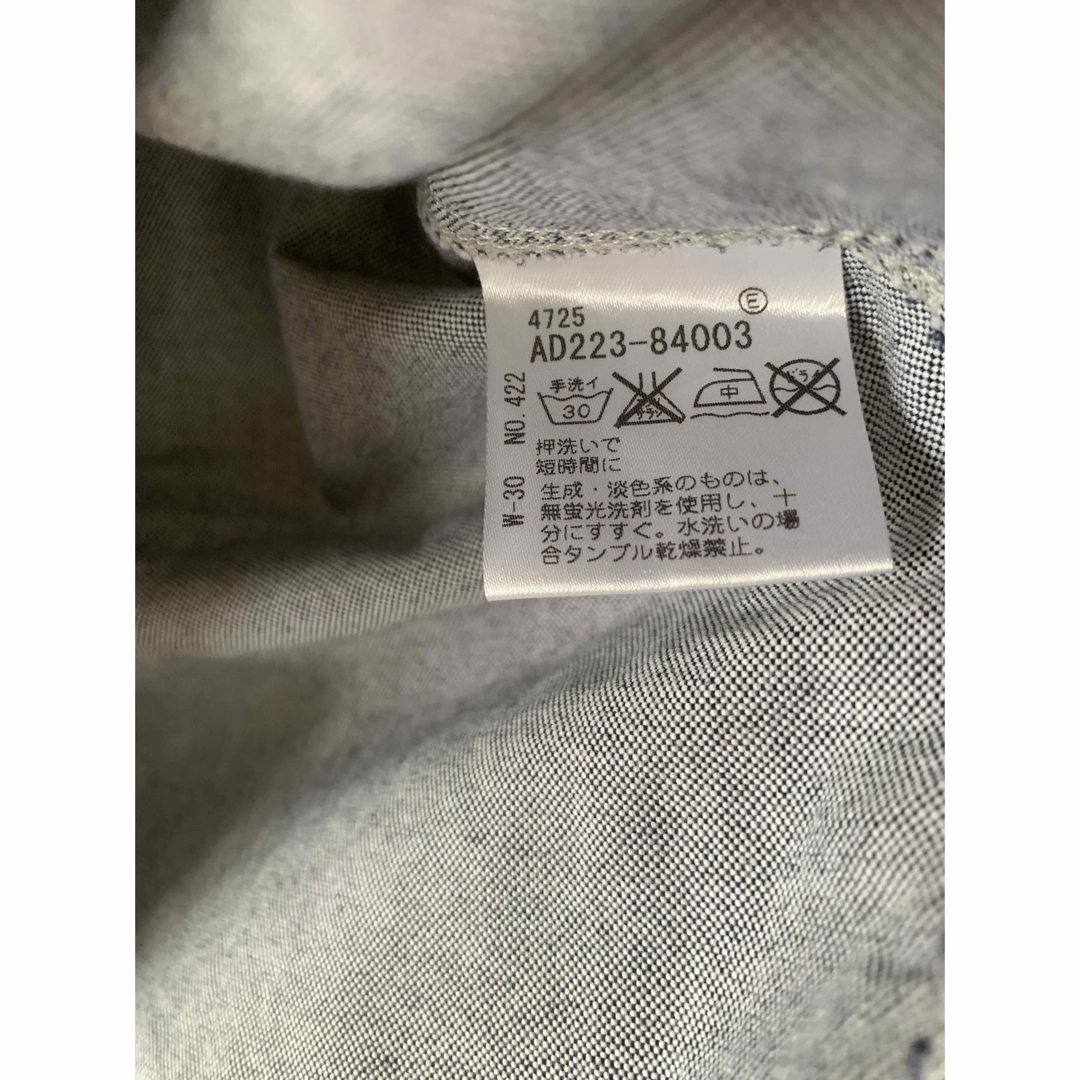 E
4725
AD223-84003
手洗イ
30
中
ドライ
NO. 422
W-30
押洗いで
短時間に
生成・淡色系のものは、
無蛍光洗剤を使用し、十
分にすすぐ。水洗いの場
合タンブル乾燥禁止。